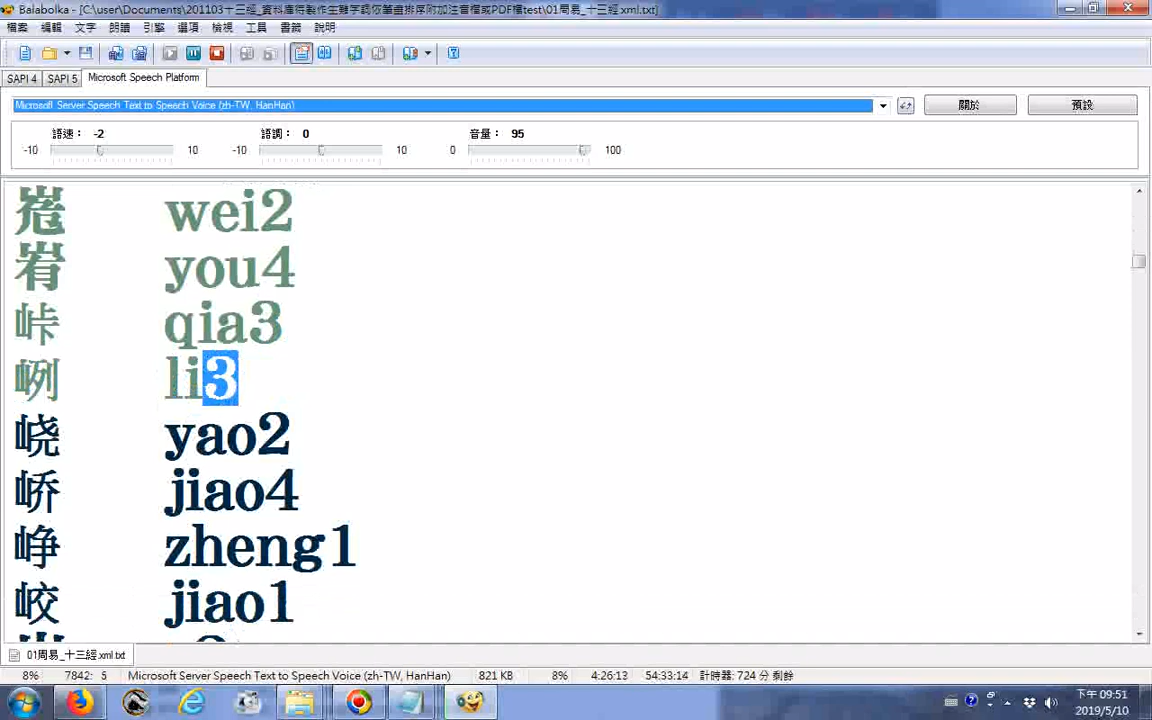 Balabolka - [C:\user\Documents\201103十三經_資料庫待製作生難字詞依筆畫排序附加注音檔或PDF檔test\01周易_十三經.xml.txt]
檔案 編輯 文字 朗讀 引擎 選項 檢視 工具 書籤 說明
SAPI 4 SAPI 5 Microsoft Speech Platform
Microsoft Server Speech Text to Speech Voice (zh-TW, HanHan) 關於 預設
語速： -2 語調： 0 音量： 95
-10 10 -10 10 0 100
峞 wei2
峟 you4
峠 qia3
峢 li3
峣 yao2
峤 jiao4
峥 zheng1
峧 jiao1
01周易_十三經.xml.txt
8% 7842: 5 Microsoft Server Speech Text to Speech Voice (zh-TW, HanHan) 821 KB 8% 4:26:13 54:33:14 計時器: 724 分 剩餘
下午 09:51
2019/5/10